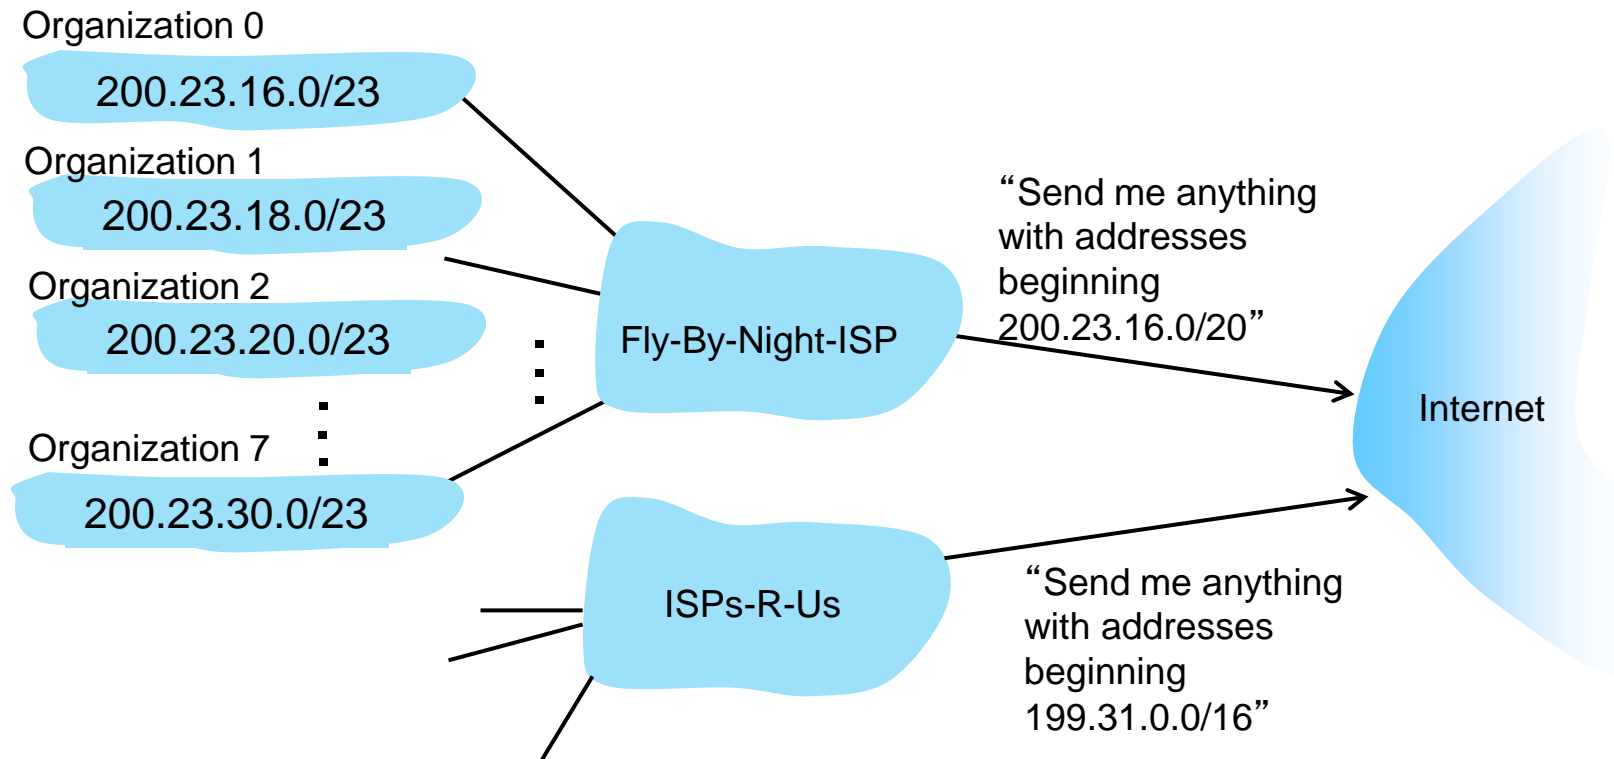 Organization 0
200.23.16.0/23
Organization 1
200.23.18.0/23
Organization 2
200.23.20.0/23
Organization 7
200.23.30.0/23
Fly-By-Night-ISP
“Send me anything
with addresses
beginning
200.23.16.0/20”
Internet
ISPs-R-Us
“Send me anything
with addresses
beginning
199.31.0.0/16”